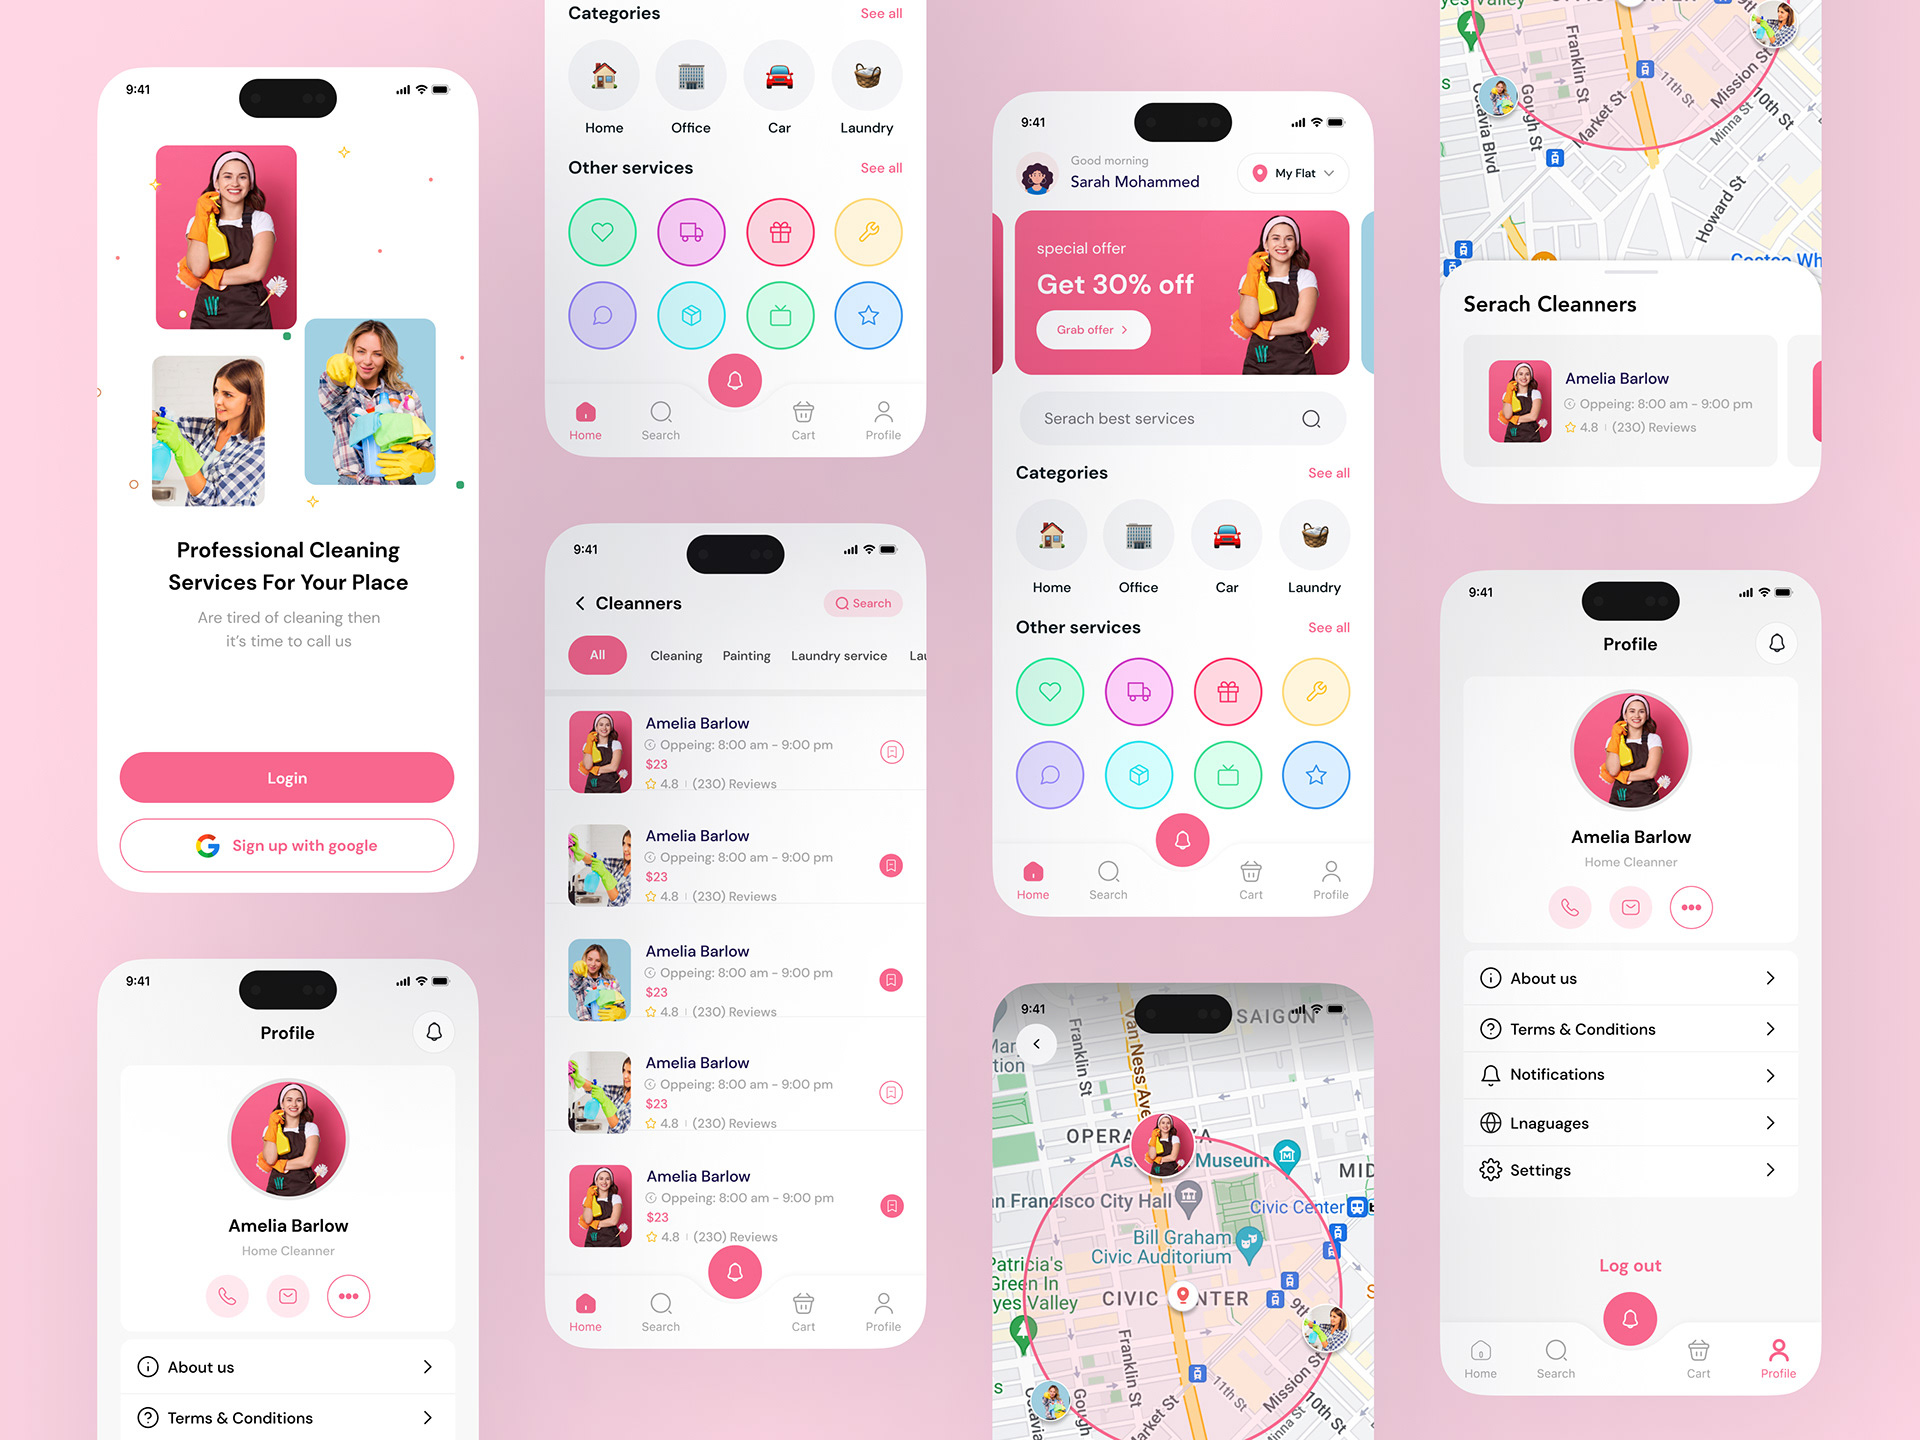 9:41
Professional Cleaning
Services For Your Place
Are tired of cleaning then
it's time to call us
Login
Sign up with google
9:41
Profile
Amelia Barlow
Home Cleanner
About us
Terms & Conditions
Categories
See all
Home
Office
Car
Laundry
Other services
See all
Home
Search
Cart
Profile
9:41
Cleanners
Search
All
Cleaning
Painting
Laundry service
Lau
Amelia Barlow
Oppeing: 8:00 am - 9:00 pm
$23
4.8 | (230) Reviews
Amelia Barlow
Oppeing: 8:00 am - 9:00 pm
$23
4.8 | (230) Reviews
Amelia Barlow
Oppeing: 8:00 am - 9:00 pm
$23
4.8 | (230) Reviews
Amelia Barlow
Oppeing: 8:00 am - 9:00 pm
$23
4.8 | (230) Reviews
Amelia Barlow
Oppeing: 8:00 am - 9:00 pm
$23
4.8 | (230) Reviews
Home
Search
Cart
Profile
9:41
Good morning
Sarah Mohammed
My Flat
special offer
Get 30% off
Grab offer
Serach best services
Categories
See all
Home
Office
Car
Laundry
Other services
See all
Home
Search
Cart
Profile
9:41
SAIGON
Franklin St
Van Ness Ave
tion
OPERA
ZA
As
Museum
MID
n Francisco City Hall
Civic Center
Bill Graham
Civic Auditorium
Patricia's
Green In
yes Valley
CIVIC
NTER
9th
Franklin St
11th St
Mission St
Market St
10th St
Minna St
Gough
S
yes Valley
9th
Franklin St
Mission St
11th St
10th St
Market St
Minna St
Gough St
Octavia Blvd
Howard St
Costco Wh
S
Serach Cleanners
Amelia Barlow
Oppeing: 8:00 am - 9:00 pm
4.8 | (230) Reviews
9:41
Profile
Amelia Barlow
Home Cleanner
About us
Terms & Conditions
Notifications
Lnaguages
Settings
Log out
Home
Search
Cart
Profile